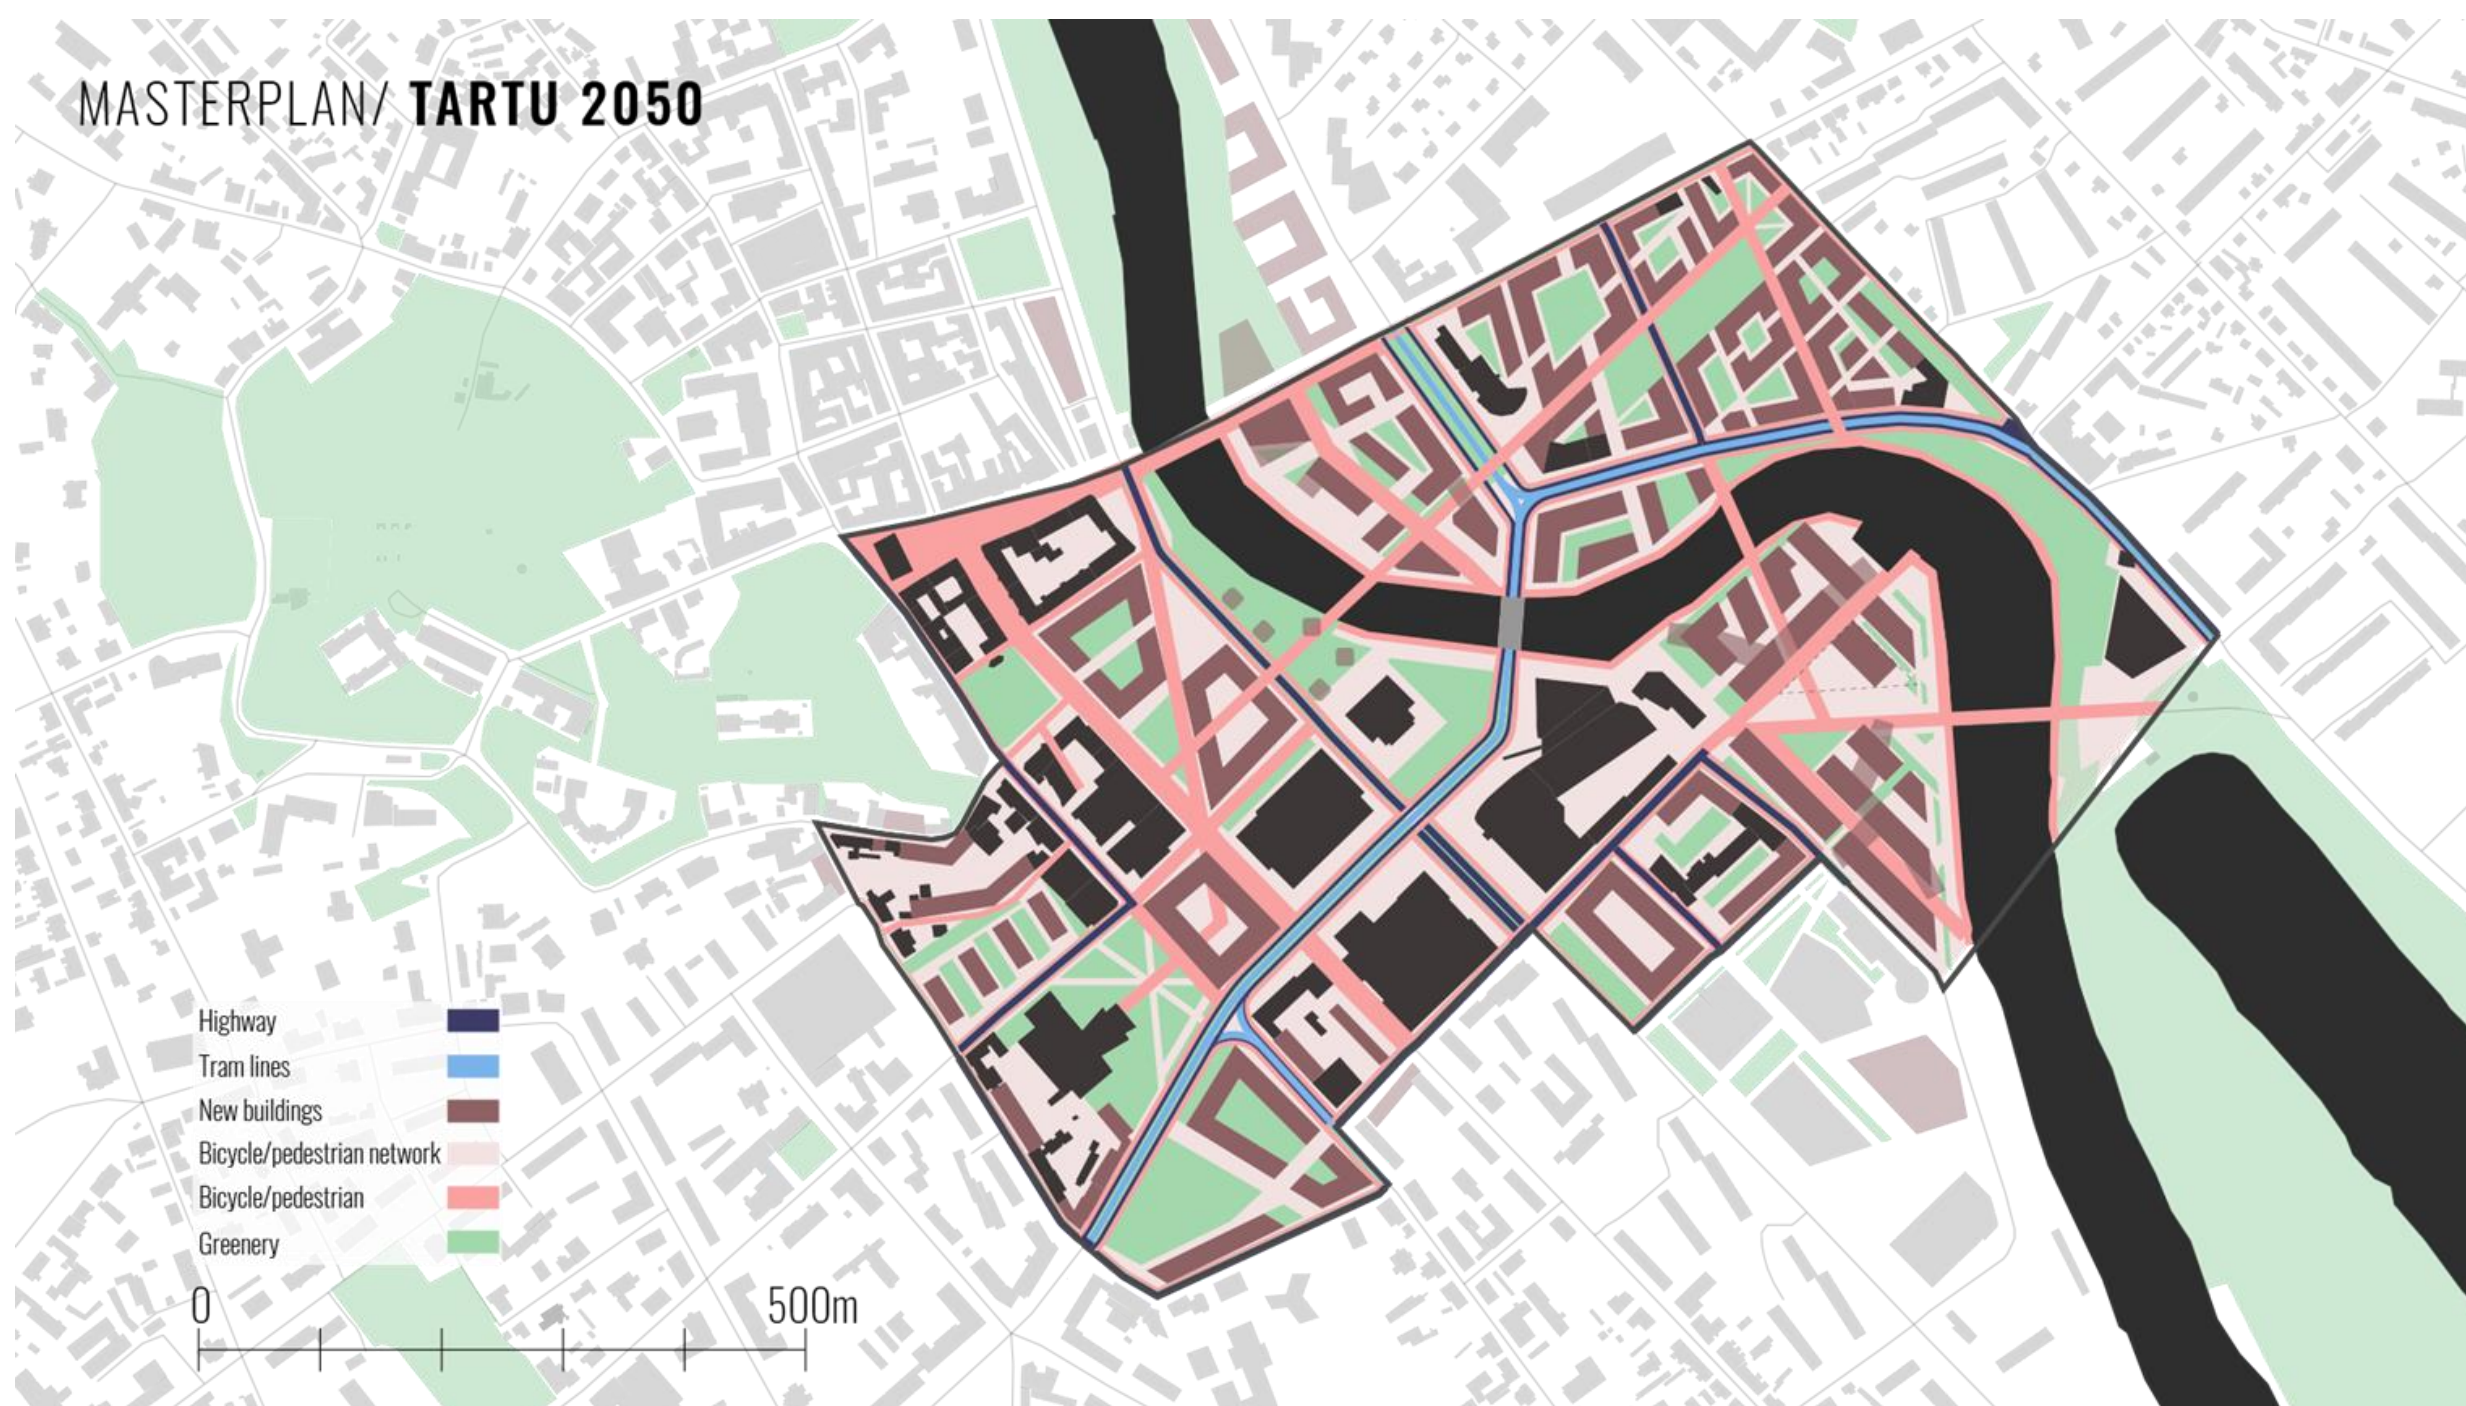 MASTERPLAN/ TARTU 2050
Highway
Tram lines
New buildings
Bicycle/pedestrian network
Bicycle/pedestrian
Greenery
0 500m